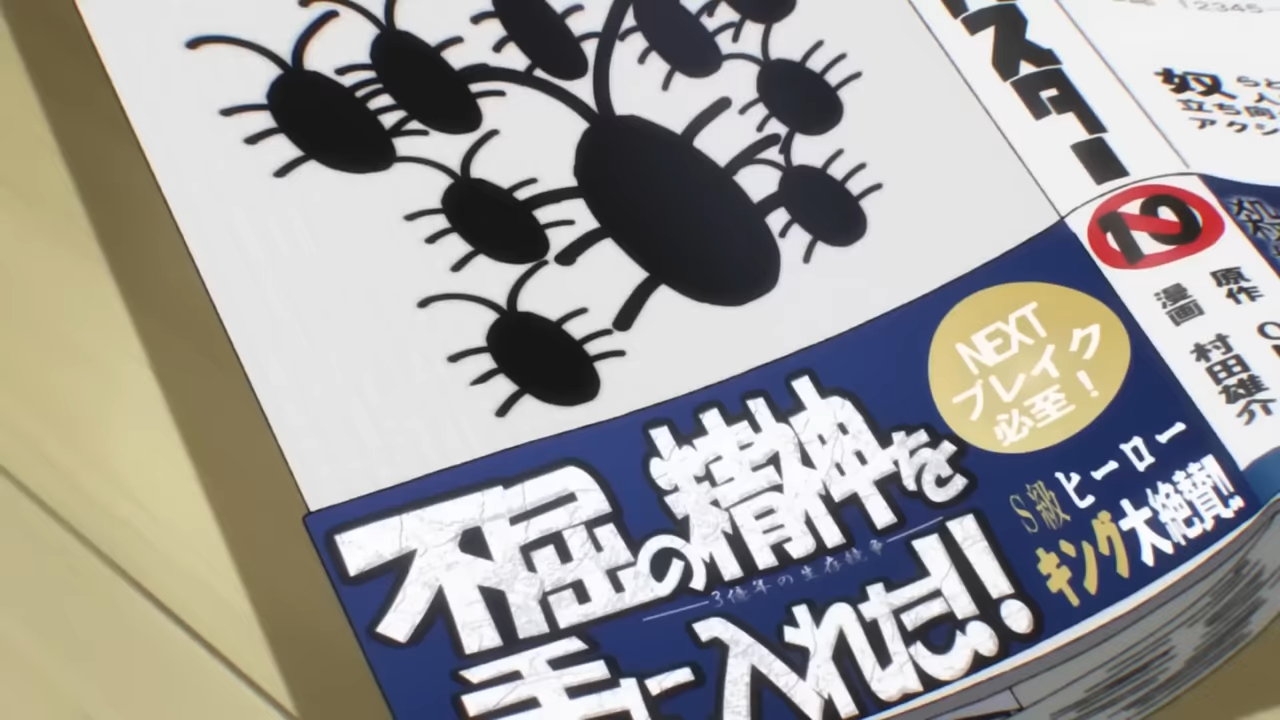 不屈の精神を
3億年の生存競争
手に入れた!!
NEXT
ブレイク
必至!
S級ヒーロー
キング大絶賛!!
スター
12
原作
漫画 村田雄介
奴
立ち向
アクシ